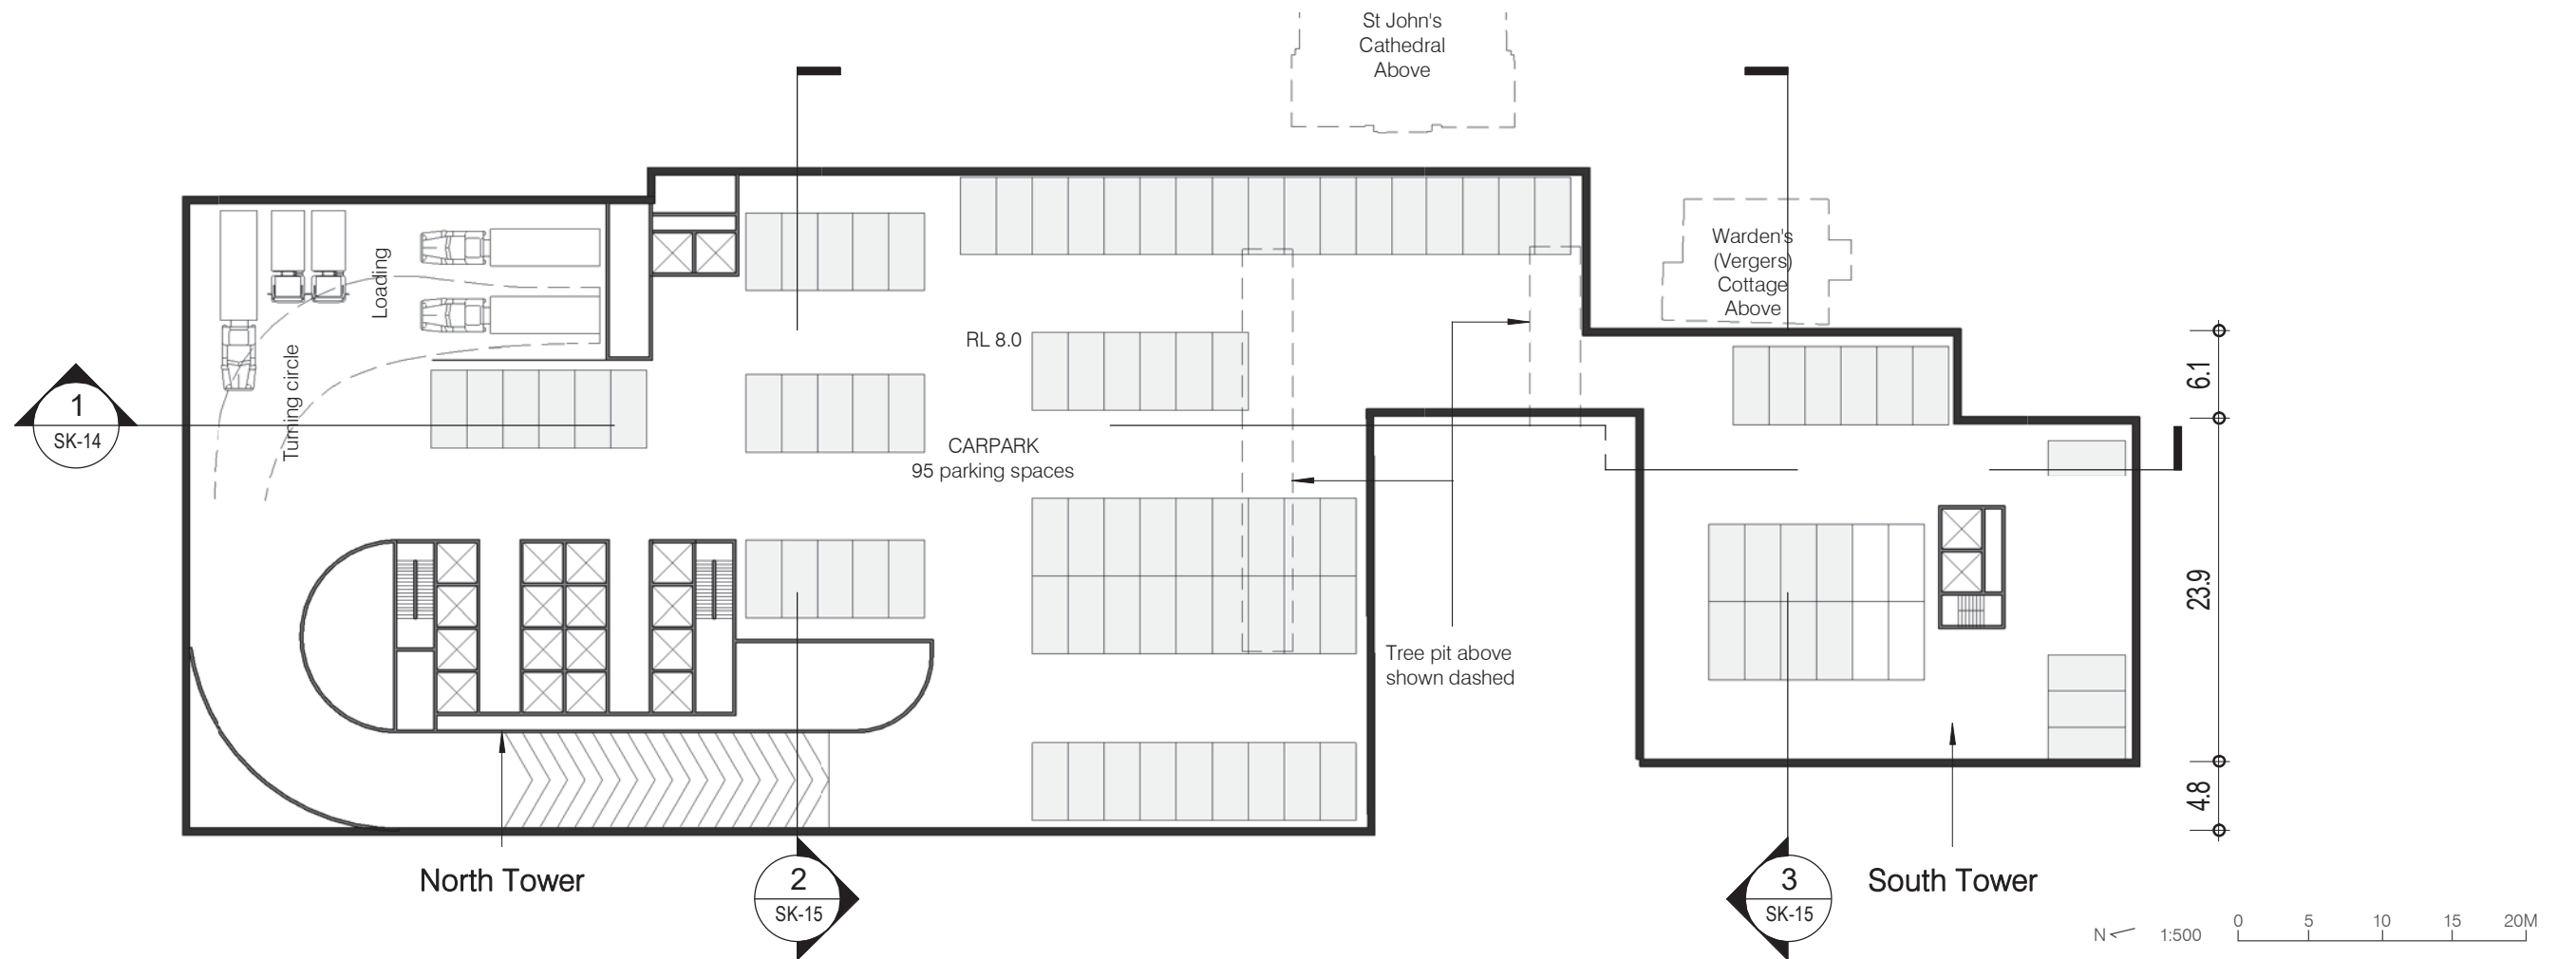 St John's
Cathedral
Above
Warden's
(Vergers)
Cottage
Above
Loading
Turning circle
RL 8.0
6.1
1
SK-14
CARPARK
95 parking spaces
23.9
Tree pit above
shown dashed
4.8
North Tower
2
SK-15
3
SK-15
South Tower
N
1:500
0 5 10 15 20M